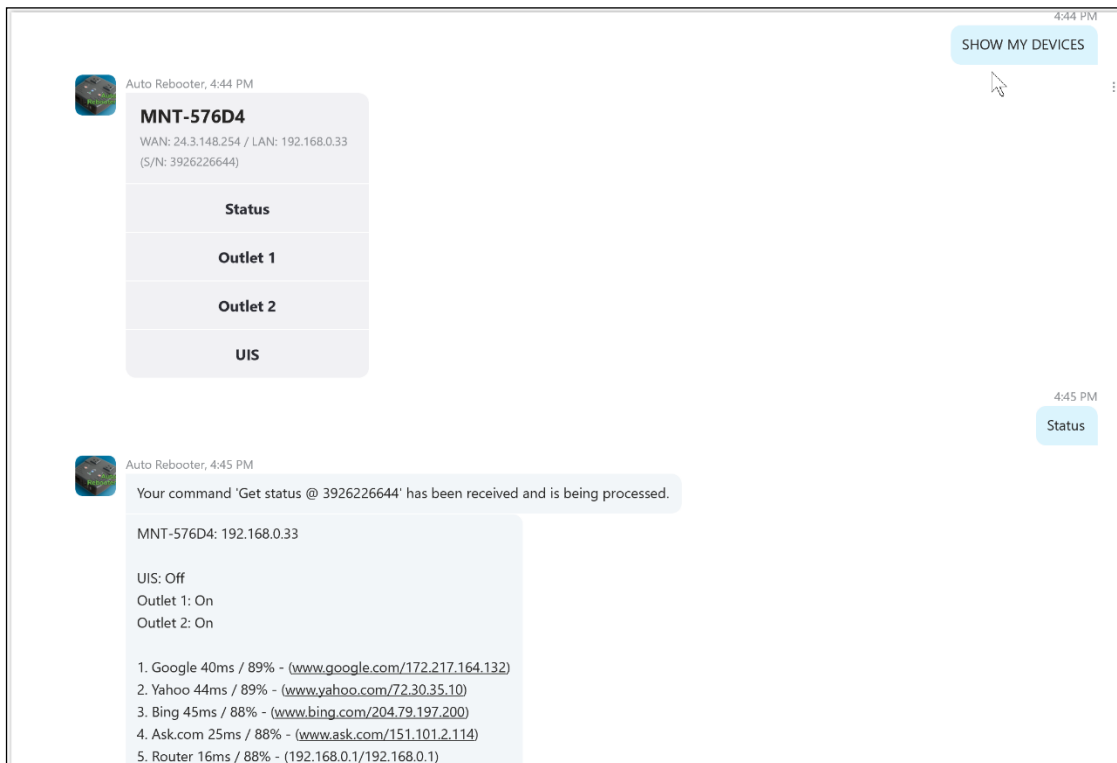 4:44 PM
SHOW MY DEVICES
Auto Rebooter, 4:44 PM
MNT-576D4
WAN: 24.3.148.254 / LAN: 192.168.0.33
(S/N: 3926226644)
Status
Outlet 1
Outlet 2
UIS
4:45 PM
Status
Auto Rebooter, 4:45 PM
Your command 'Get status @ 3926226644' has been received and is being processed.
MNT-576D4: 192.168.0.33
UIS: Off
Outlet 1: On
Outlet 2: On
1. Google 40ms / 89% - (www.google.com/172.217.164.132)
2. Yahoo 44ms / 89% - (www.yahoo.com/72.30.35.10)
3. Bing 45ms / 88% - (www.bing.com/204.79.197.200)
4. Ask.com 25ms / 88% - (www.ask.com/151.101.2.114)
5. Router 16ms / 88% - (192.168.0.1/192.168.0.1)